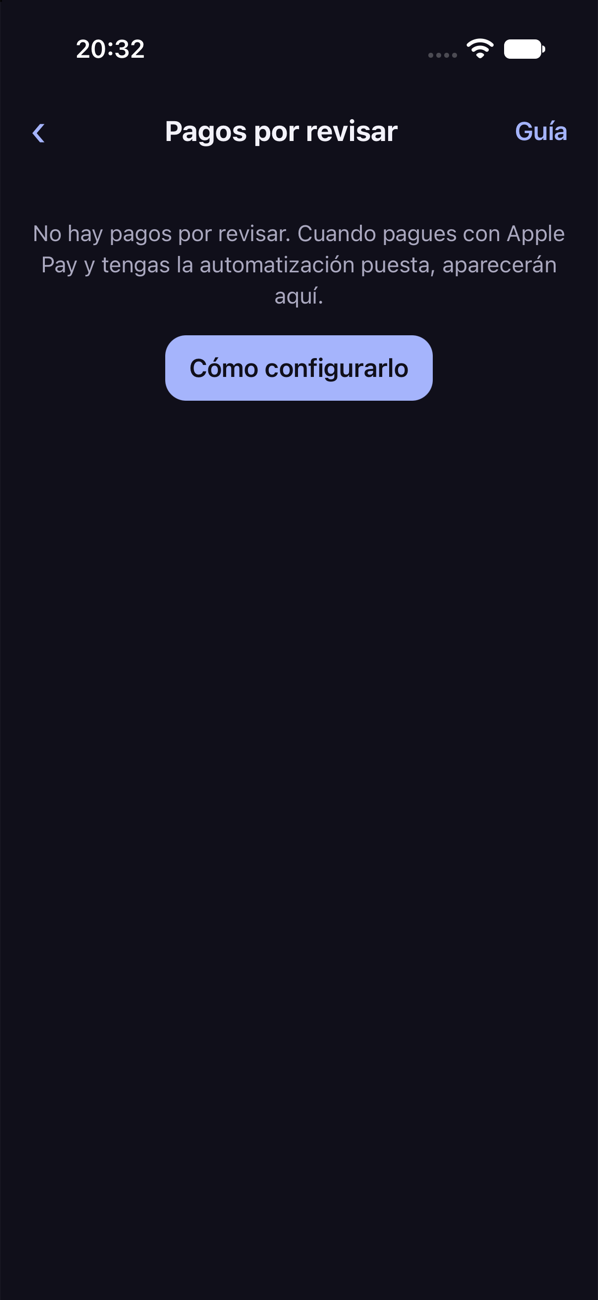 20:32
Pagos por revisar
Guía
No hay pagos por revisar. Cuando pagues con Apple
Pay y tengas la automatización puesta, aparecerán
aquí.
Cómo configurarlo